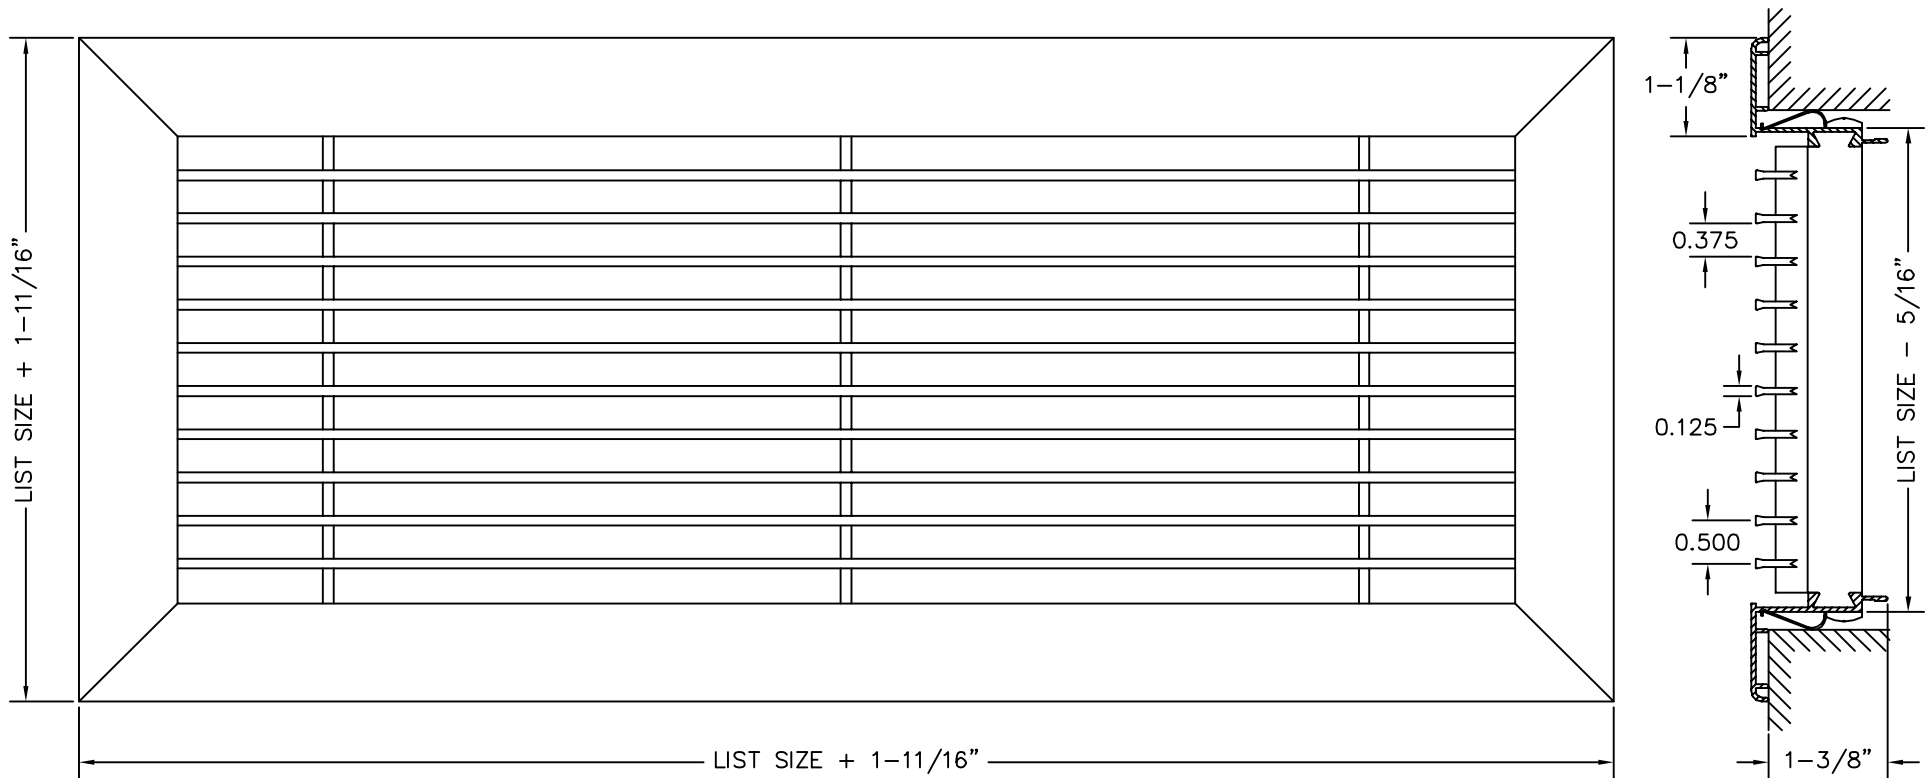 LIST SIZE + 1-11/16”
LIST SIZE + 1-11/16”
1-1/8”
0.375
0.125
0.500
LIST SIZE - 5/16”
1-3/8”